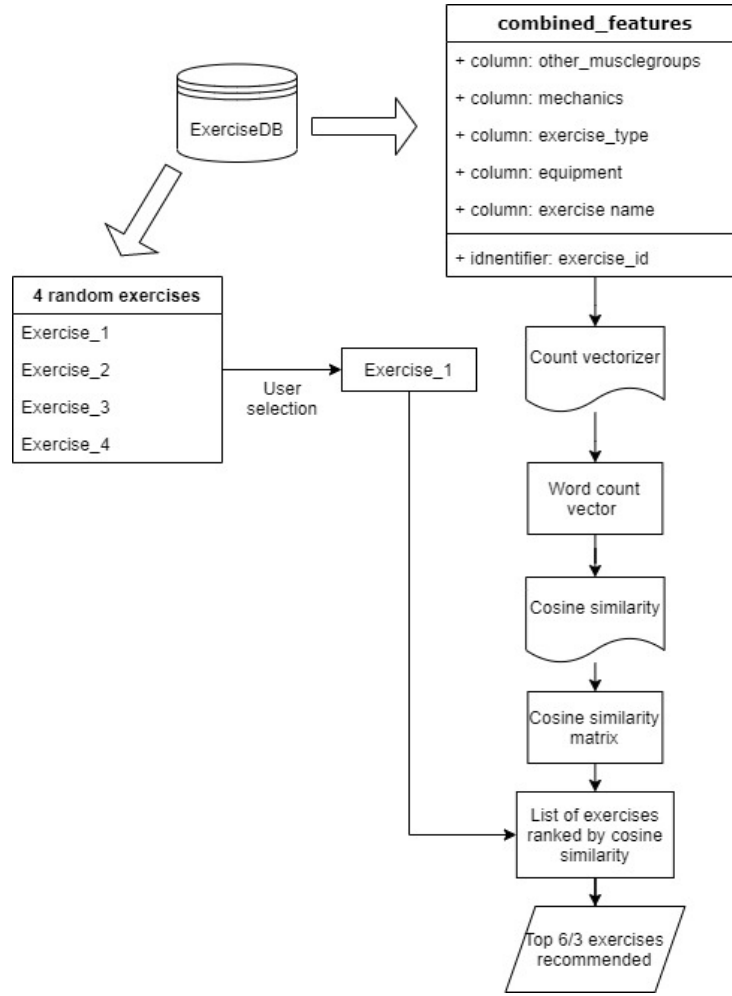 combined_features
+ column: other_musclegroups
+ column: mechanics
+ column: exercise_type
+ column: equipment
+ column: exercise name
+ idnentifier: exercise_id
ExerciseDB
4 random exercises
Exercise_1
Exercise_2
Exercise_3
Exercise_4
User
selection
Exercise_1
Count vectorizer
Word count
vector
Cosine similarity
Cosine similarity
matrix
List of exercises
ranked by cosine
similarity
Top 6/3 exercises
recommended